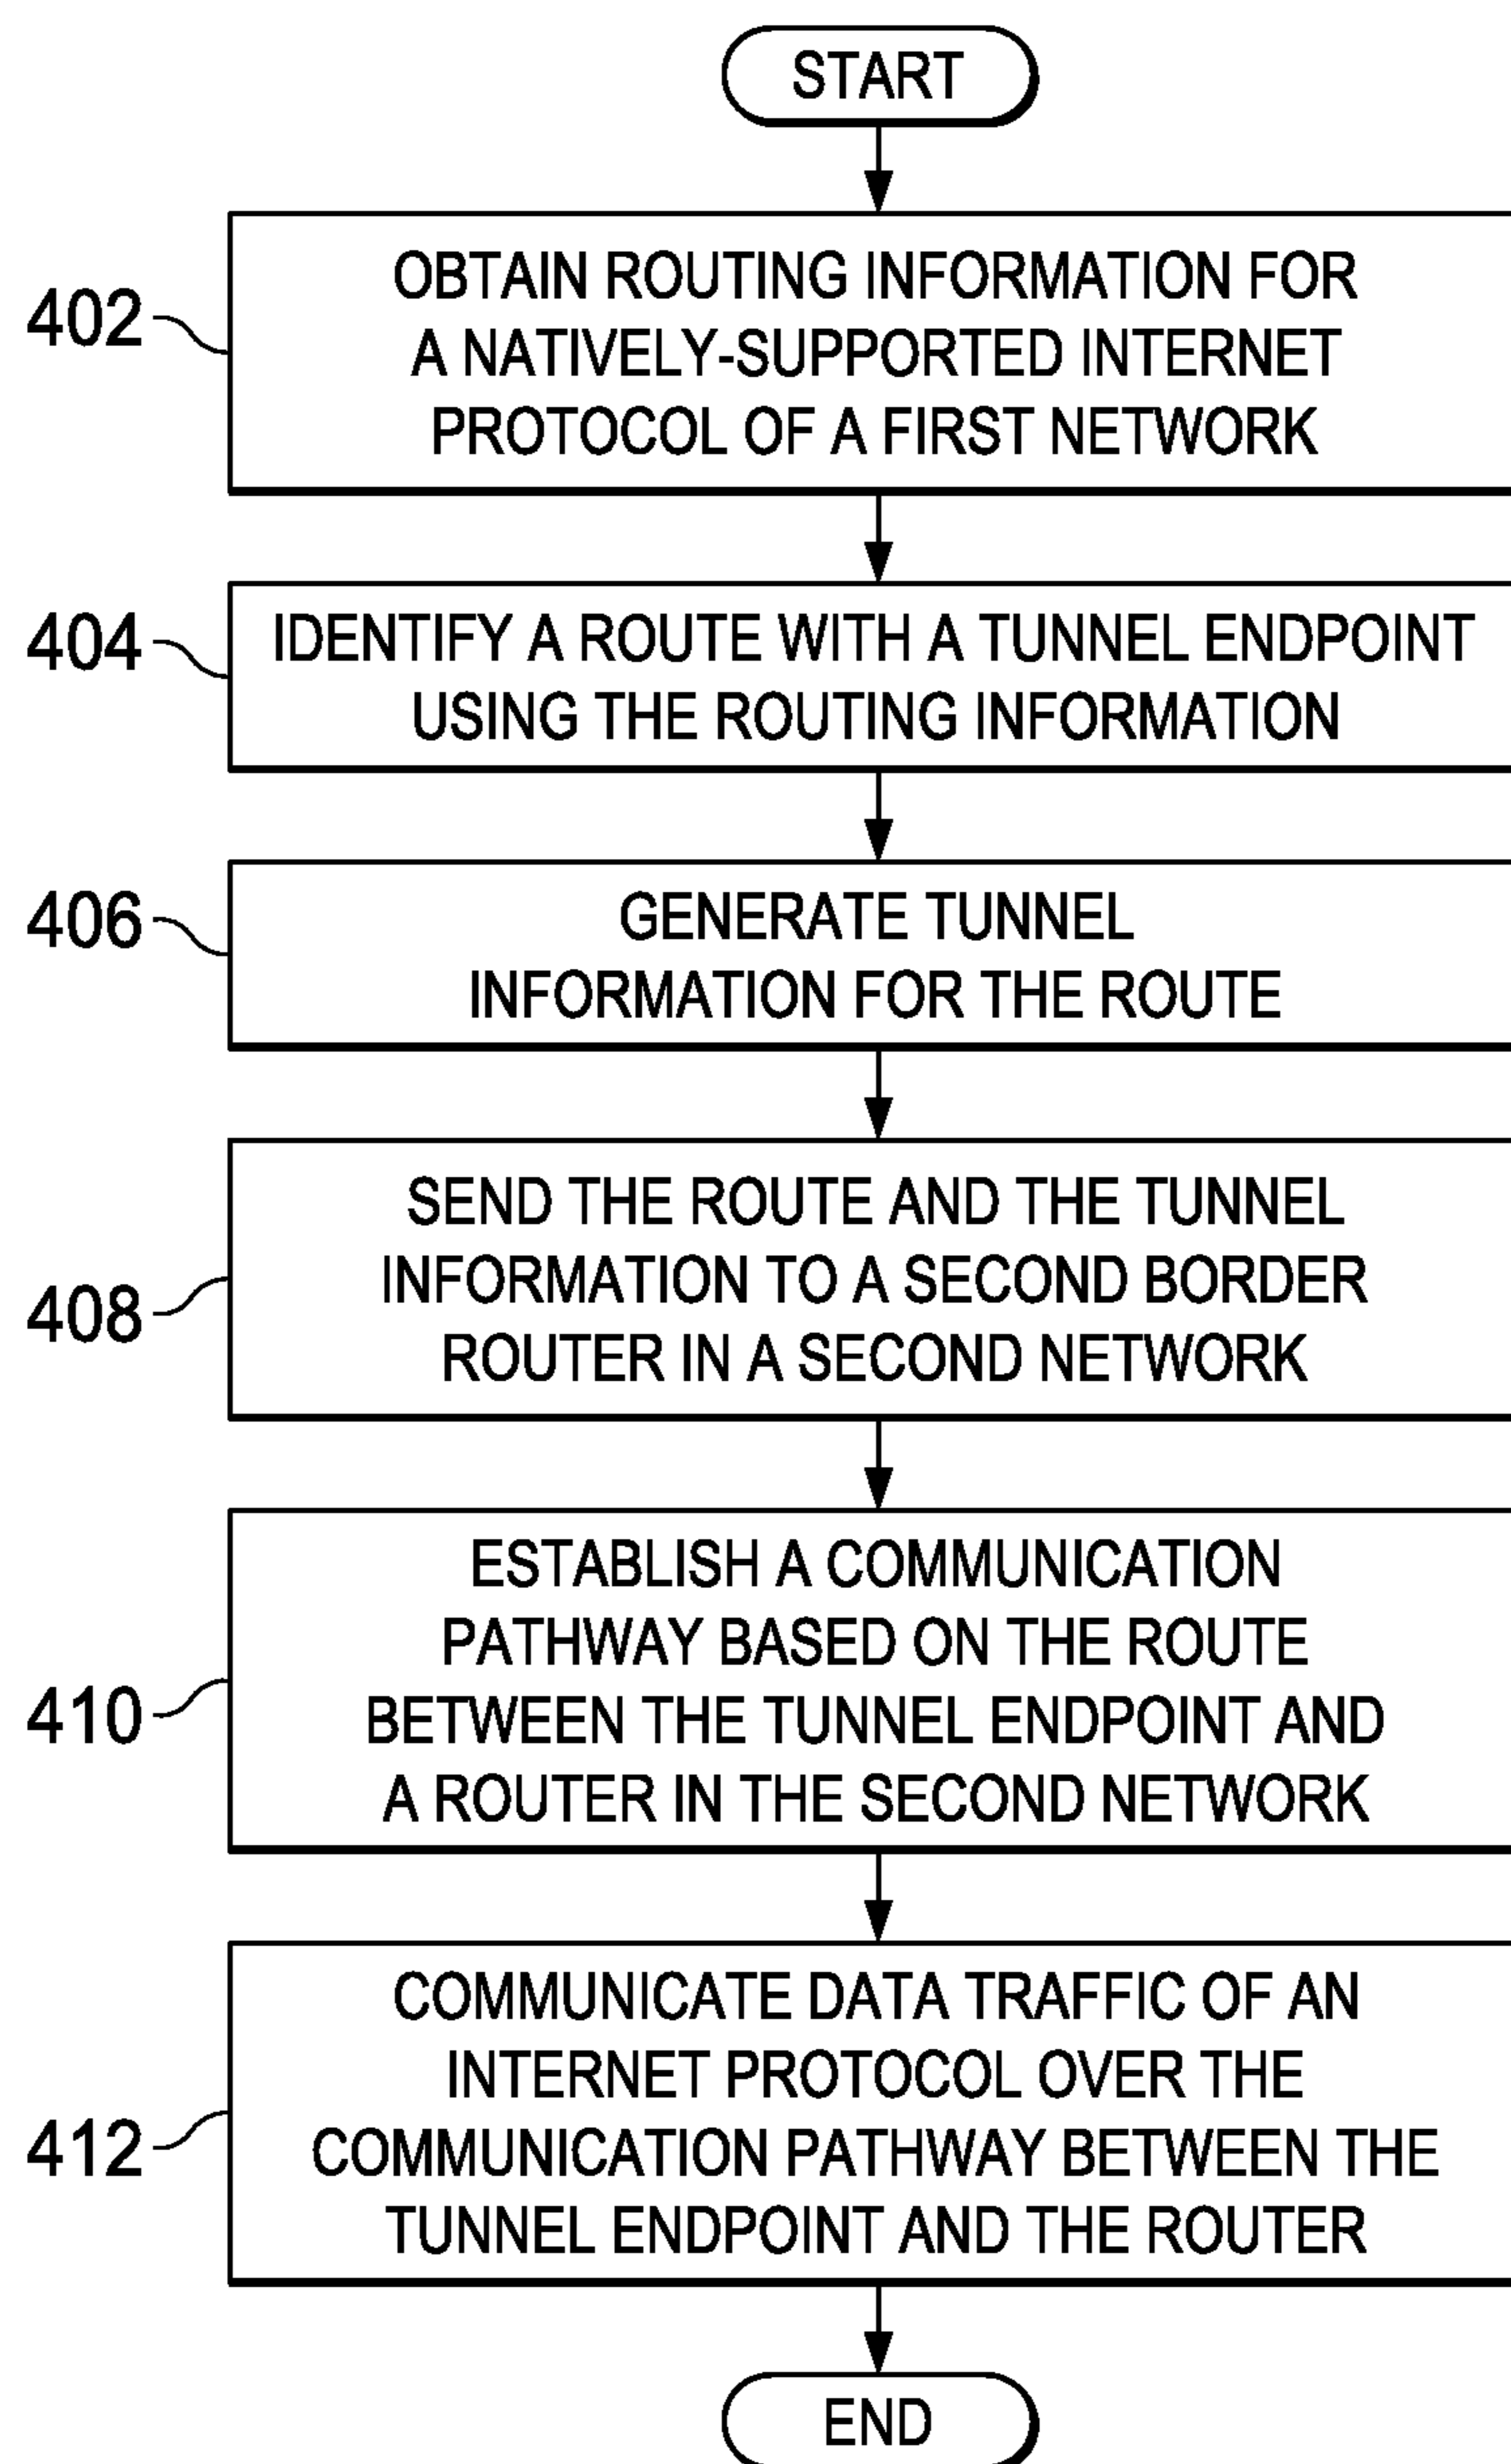 START
402
OBTAIN ROUTING INFORMATION FOR
A NATIVELY-SUPPORTED INTERNET
PROTOCOL OF A FIRST NETWORK
404
IDENTIFY A ROUTE WITH A TUNNEL ENDPOINT
USING THE ROUTING INFORMATION
406
GENERATE TUNNEL
INFORMATION FOR THE ROUTE
408
SEND THE ROUTE AND THE TUNNEL
INFORMATION TO A SECOND BORDER
ROUTER IN A SECOND NETWORK
410
ESTABLISH A COMMUNICATION
PATHWAY BASED ON THE ROUTE
BETWEEN THE TUNNEL ENDPOINT AND
A ROUTER IN THE SECOND NETWORK
412
COMMUNICATE DATA TRAFFIC OF AN
INTERNET PROTOCOL OVER THE
COMMUNICATION PATHWAY BETWEEN THE
TUNNEL ENDPOINT AND THE ROUTER
END